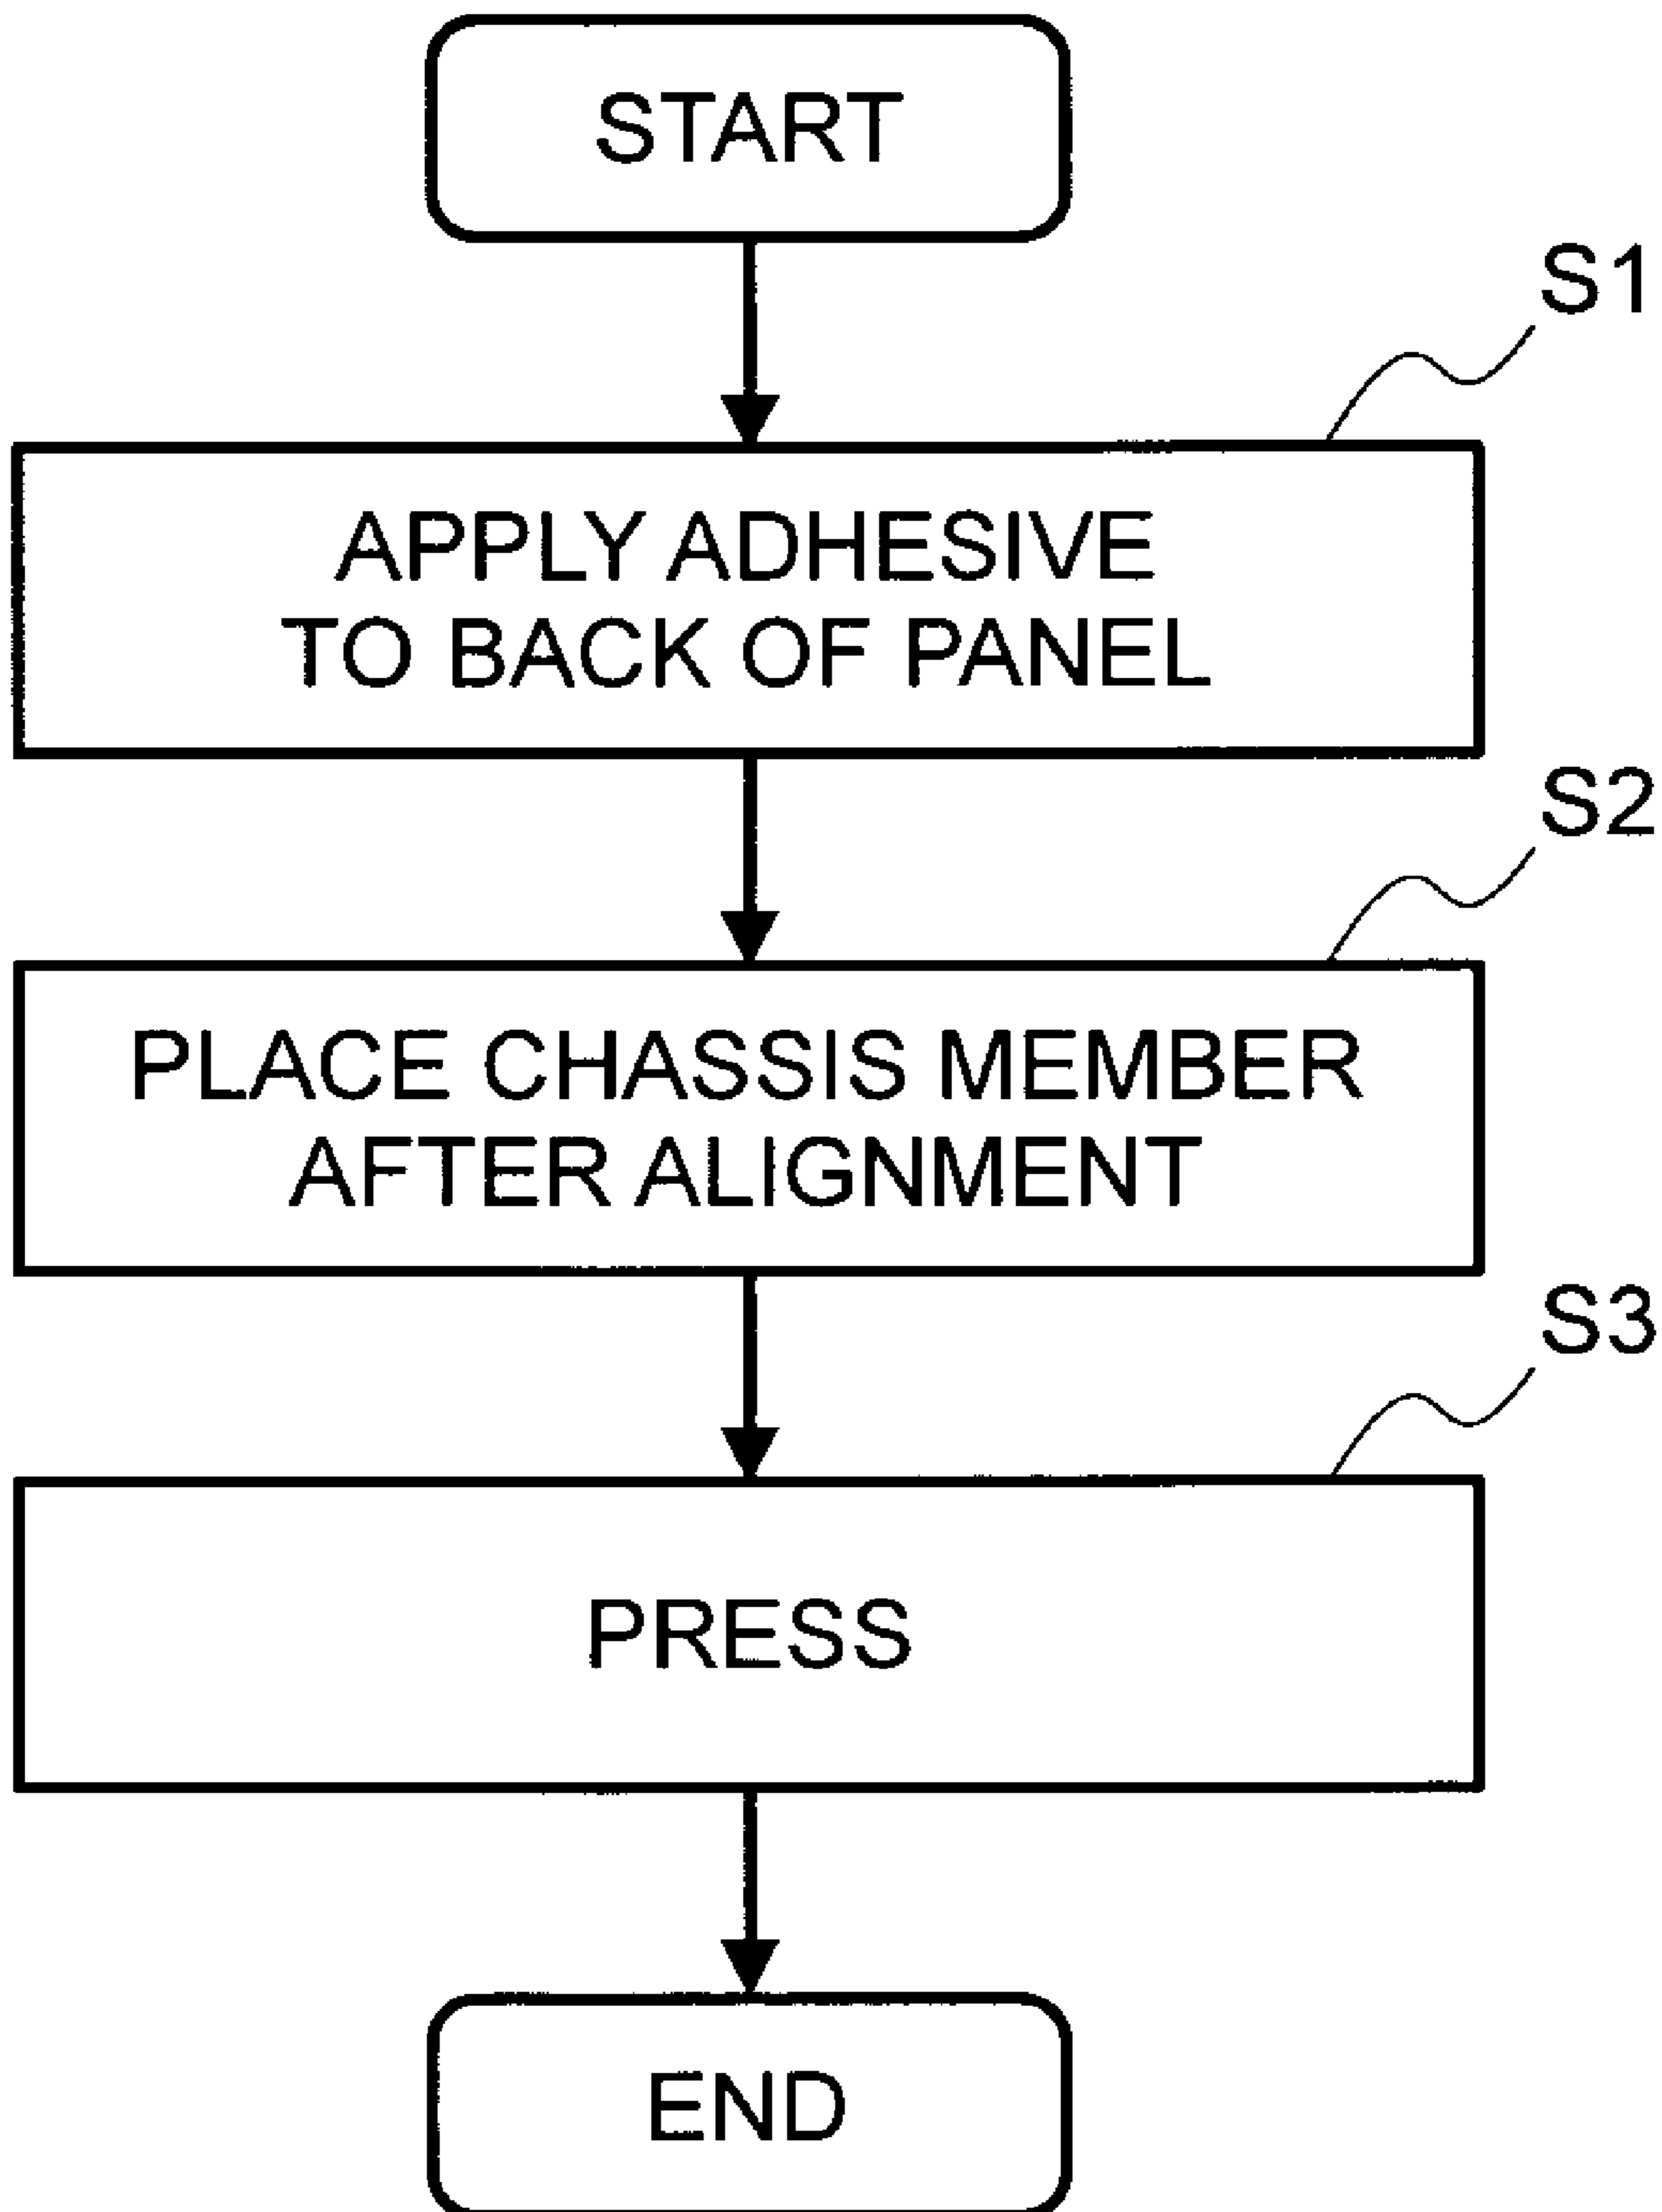 START
S1
APPLY ADHESIVE
TO BACK OF PANEL
S2
PLACE CHASSIS MEMBER
AFTER ALIGNMENT
S3
PRESS
END